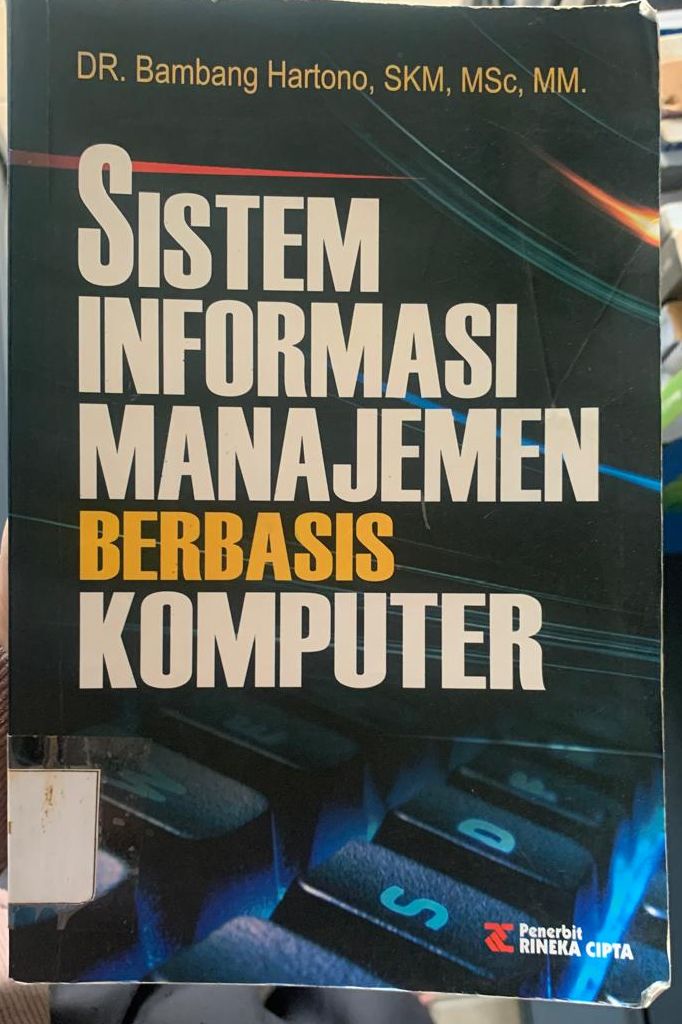 DR. Bambang Hartono, SKM, MSc, MM.
SISTEM
INFORMASI
MANAJEMEN
BERBASIS
KOMPUTER
W
D
S
Penerbit
RINEKA CIPTA